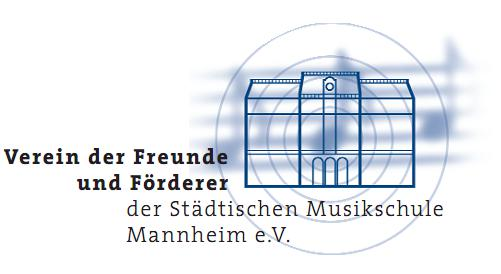 Verein der Freunde
und Förderer
der Städtischen Musikschule
Mannheim e.V.